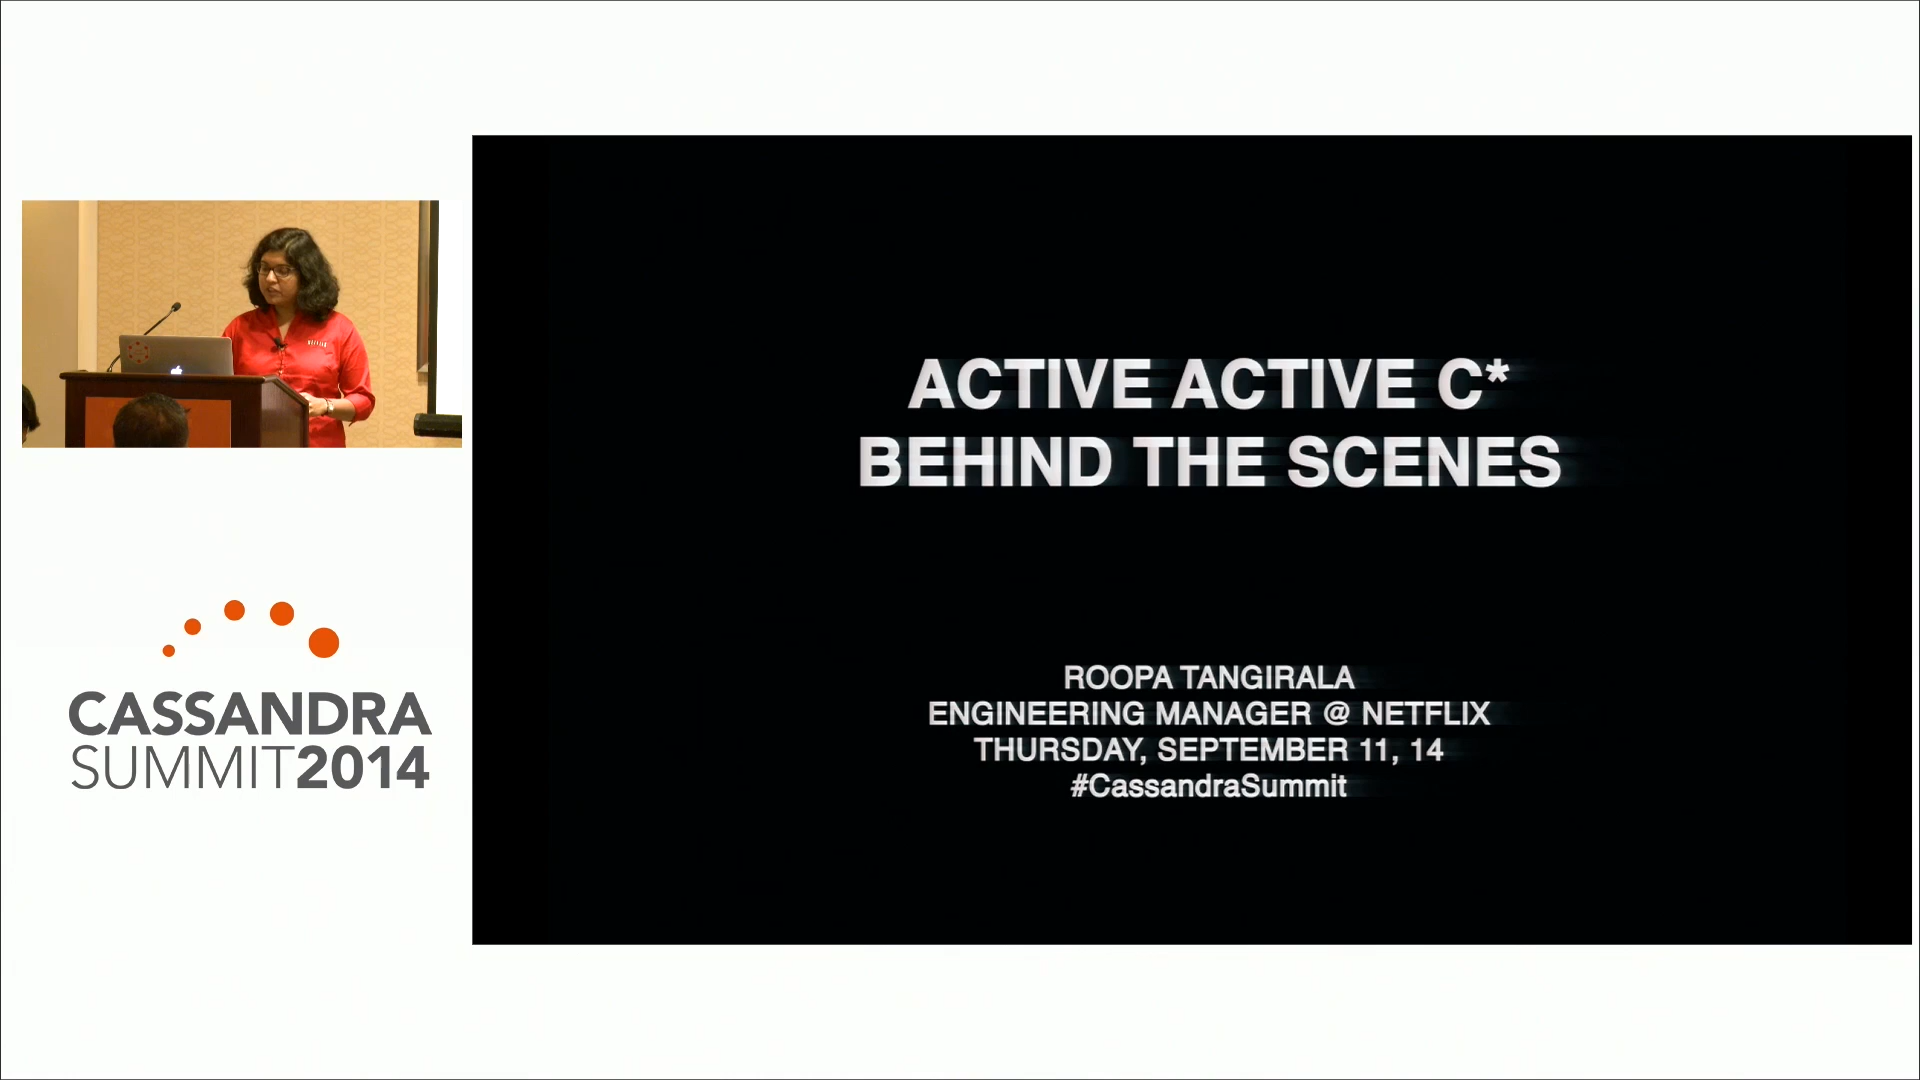 CASSANDRA
SUMMIT2014
ACTIVE ACTIVE C*
BEHIND THE SCENES
ROOPA TANGIRALA
ENGINEERING MANAGER @ NETFLIX
THURSDAY, SEPTEMBER 11, 14
#CassandraSummit